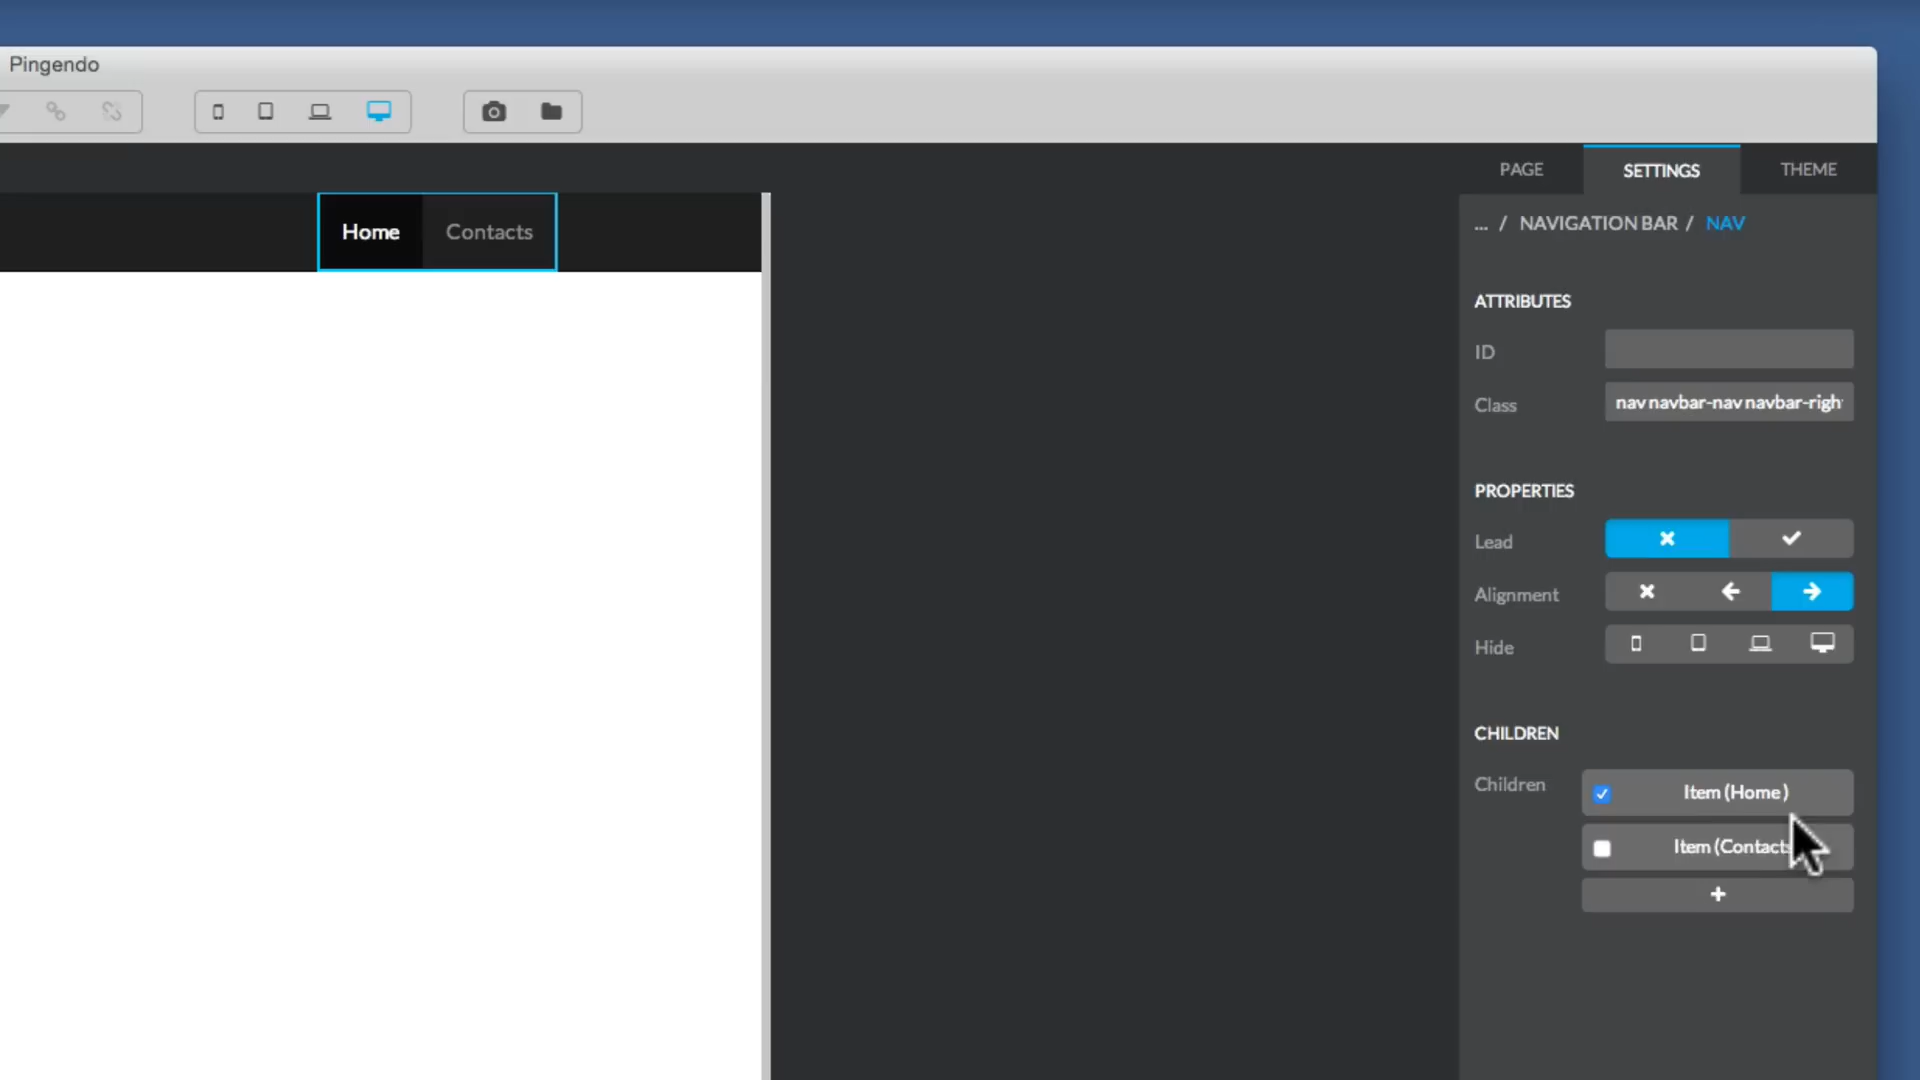 Pingendo
PAGE
SETTINGS
THEME
Home
Contacts
... / NAVIGATION BAR / NAV
ATTRIBUTES
ID
Class
nav navbar-nav navbar-righ
PROPERTIES
Lead
Alignment
Hide
CHILDREN
Children
Item (Home )
Item (Contacts
+